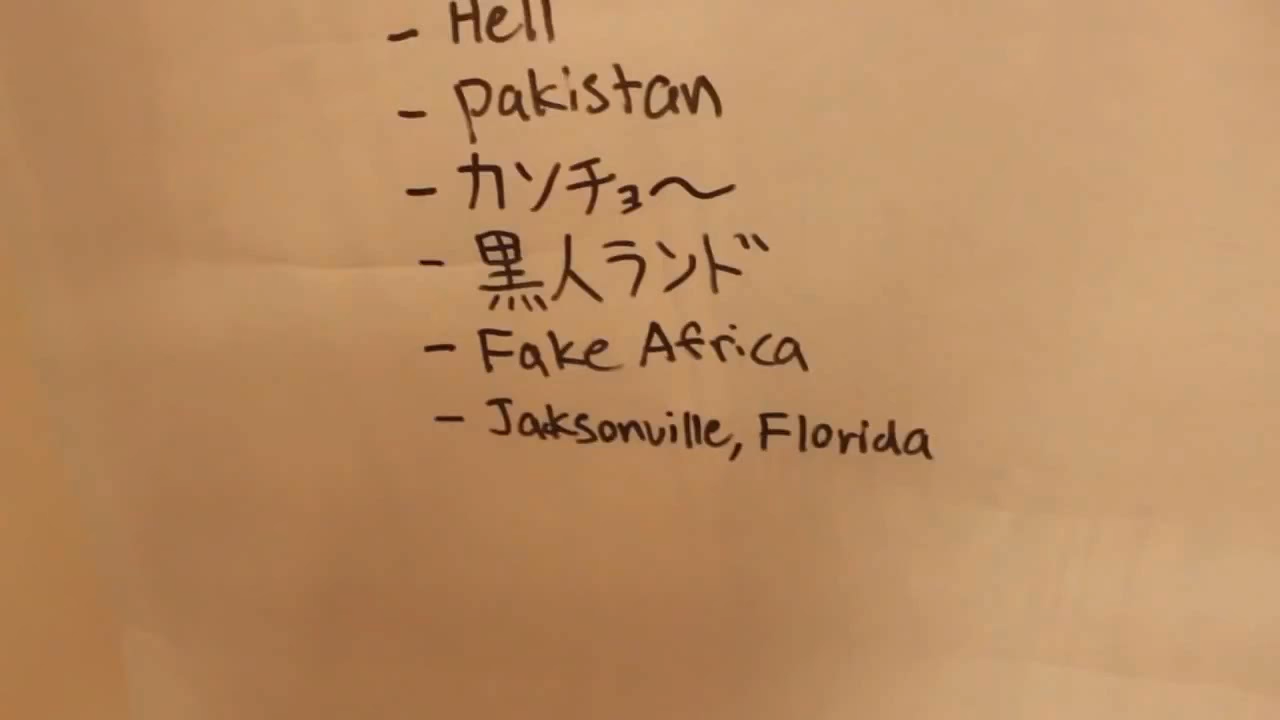 - Hell
- pakistan
- カンチョ〜
- 黒人ランド
- Fake Africa
- Jaksonville, Florida